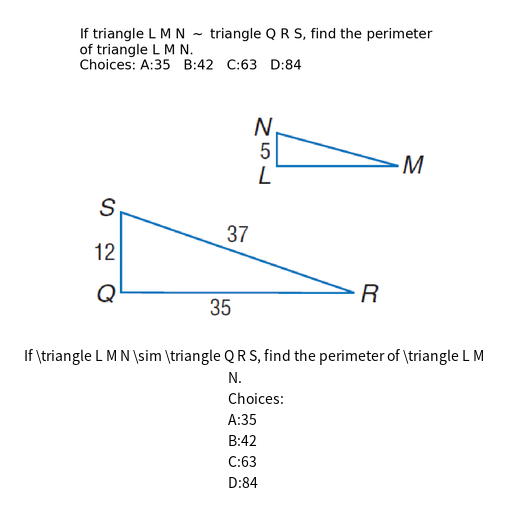 If triangle L M N ~ triangle Q R S, find the perimeter
of triangle L M N.
Choices: A:35 B:42 C:63 D:84
N
5
L
M
S
37
12
Q
R
35
If \triangle L M N \sim \triangle Q R S, find the perimeter of \triangle L M
N.
Choices:
A:35
B:42
C:63
D:84